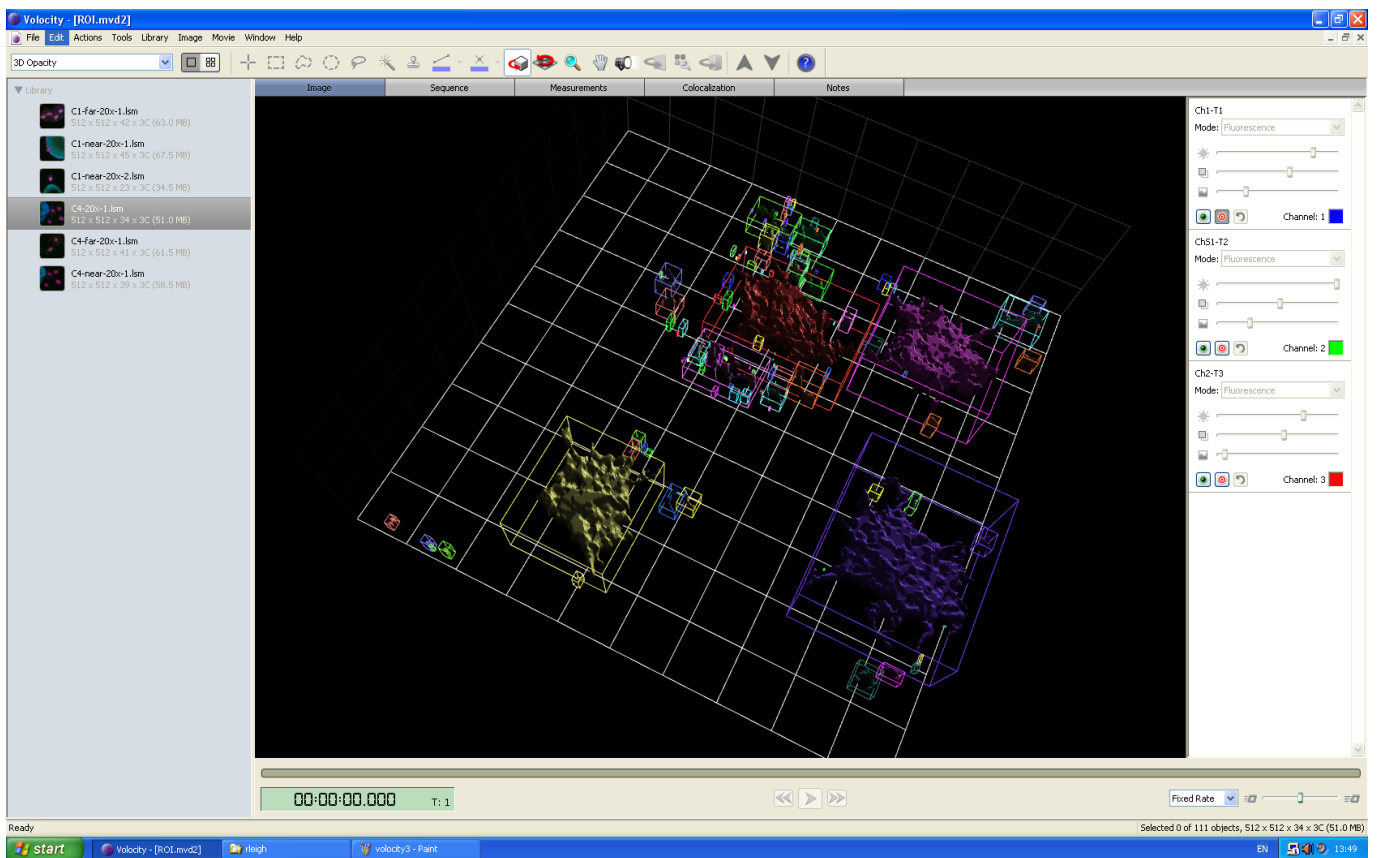 Volocity - [ROI.mvd2]
File Edit Actions Tools Library Image Movie Window Help
3D Opacity
Library
C1-far-20x-1.lsm
512 x 512 x 42 x 3C (63.0 MB)
C1-near-20x-1.lsm
512 x 512 x 45 x 3C (67.5 MB)
C1-near-20x-2.lsm
512 x 512 x 23 x 3C (34.5 MB)
C4-20x-1.lsm
512 x 512 x 34 x 3C (51.0 MB)
C4-far-20x-1.lsm
512 x 512 x 41 x 3C (61.5 MB)
C4-near-20x-1.lsm
512 x 512 x 39 x 3C (58.5 MB)
Image Sequence Measurements Colocalization Notes
Ch1-T1
Mode: Fluorescence
Channel: 1
ChS1-T2
Mode: Fluorescence
Channel: 2
Ch2-T3
Mode: Fluorescence
Channel: 3
00:00:00.000 T: 1
Fixed Rate
Ready
Selected 0 of 111 objects, 512 x 512 x 34 x 3C (51.0 MB)
start Volocity - [ROI.mvd2] rleigh volocity3 - Paint EN 13:49